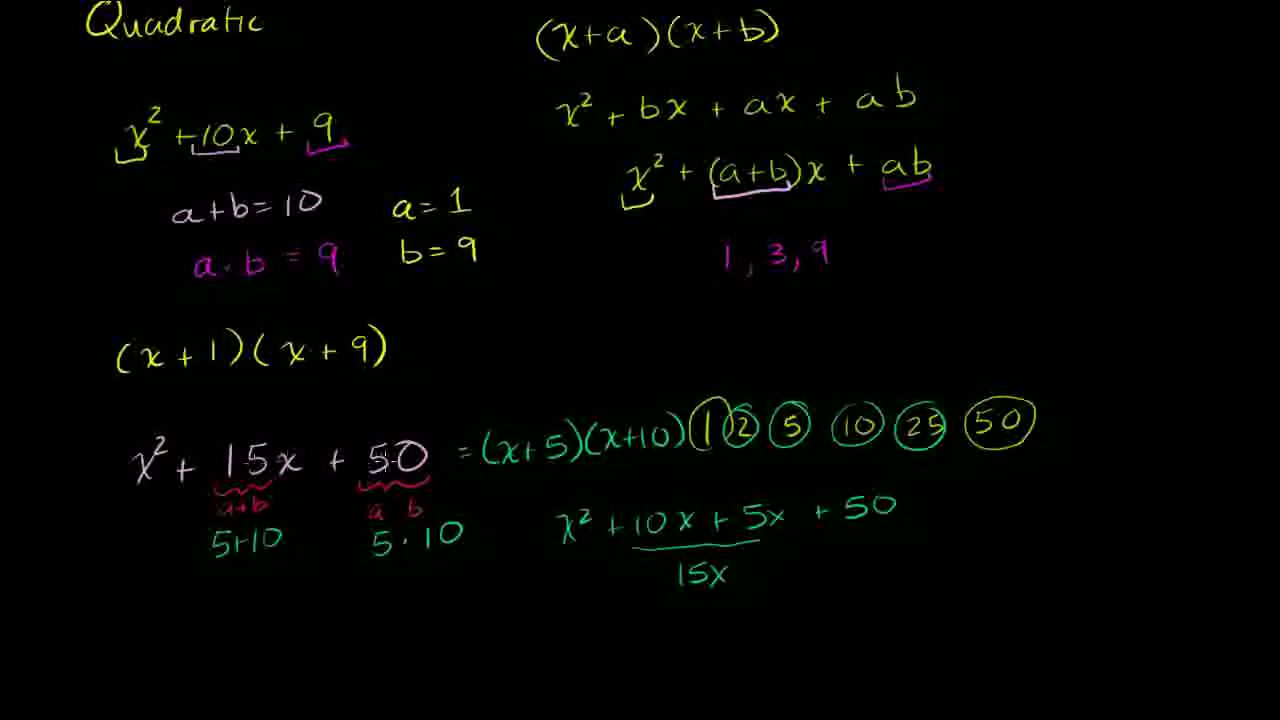 Quadratic
(x+a)(x+b)
x² + bx + ax + ab
x² + 10x + 9
x² + (a+b)x + ab
a+b = 10
a = 1
a · b = 9
b = 9
1, 3, 9
(x + 1)(x + 9)
x² + 15x + 50 = (x+5)(x+10) 1 2 5 10 25 50
a+b
a b
5+10
5 · 10
x² + 10x + 5x + 50
15x